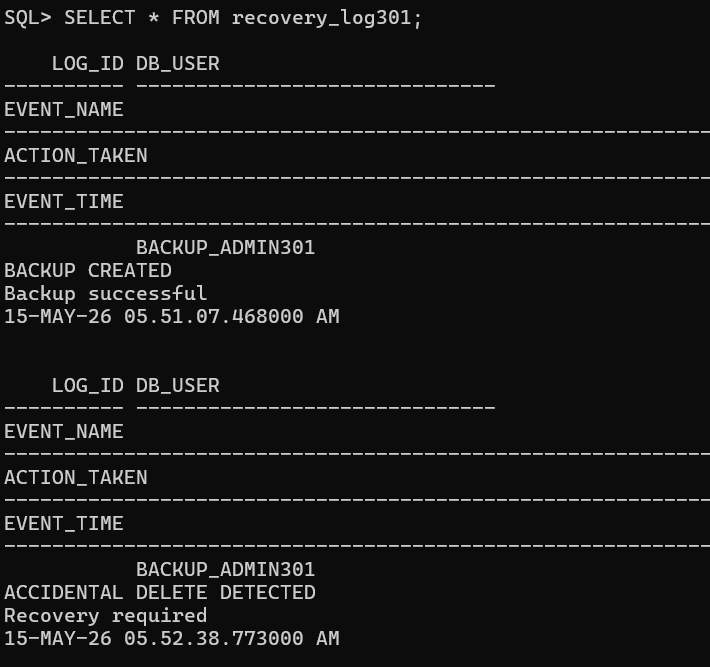 SQL> SELECT * FROM recovery_log301;
LOG_ID DB_USER
---------- ------------------------------
EVENT_NAME
-----------------------------------------------------------
ACTION_TAKEN
-----------------------------------------------------------
EVENT_TIME
-----------------------------------------------------------
BACKUP_ADMIN301
BACKUP CREATED
Backup successful
15-MAY-26 05.51.07.468000 AM
LOG_ID DB_USER
---------- ------------------------------
EVENT_NAME
-----------------------------------------------------------
ACTION_TAKEN
-----------------------------------------------------------
EVENT_TIME
-----------------------------------------------------------
BACKUP_ADMIN301
ACCIDENTAL DELETE DETECTED
Recovery required
15-MAY-26 05.52.38.773000 AM